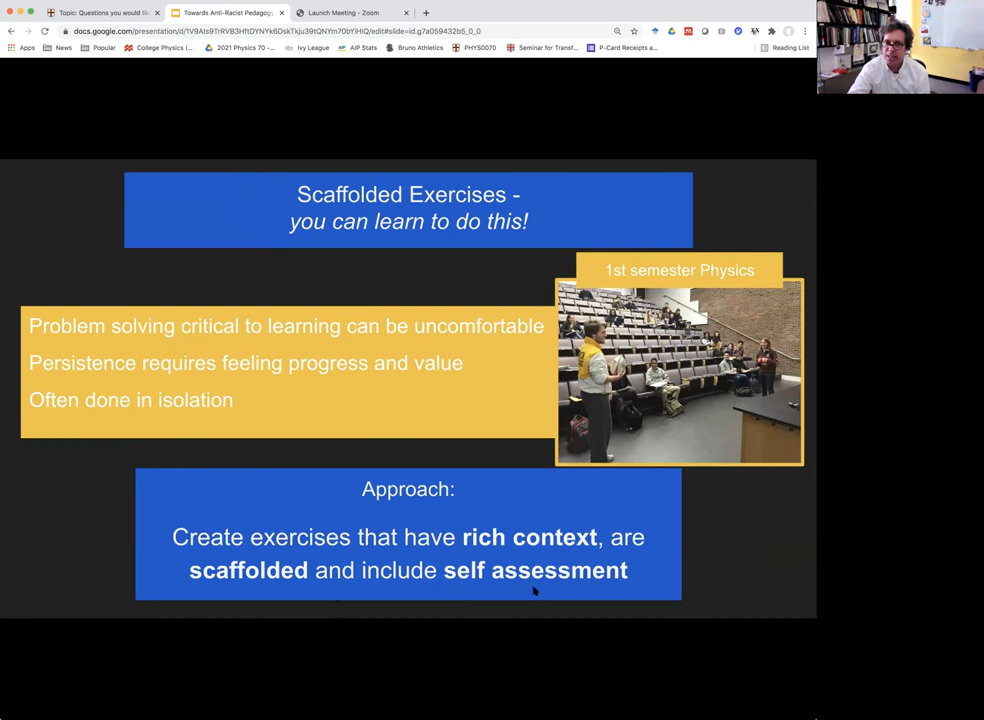 Topic: Questions you would lik
Towards Anti-Racist Pedagogy
Launch Meeting - Zoom
docs.google.com/presentation/d/1V9Als9TrRVB3HftDYNYk6DskTkju39tQNYm70bYiHIQ/edit#slide=id.g7a059432b5_0_0
Apps
News
Popular
College Physics (...
2021 Physics 70 -...
Ivy League
AIP Stats
Bruno Athletics
PHYS0070
Seminar for Transf...
P-Card Receipts a...
Reading List
Scaffolded Exercises -
you can learn to do this!
1st semester Physics
Problem solving critical to learning can be uncomfortable
Persistence requires feeling progress and value
Often done in isolation
Approach:
Create exercises that have rich context, are
scaffolded and include self assessment